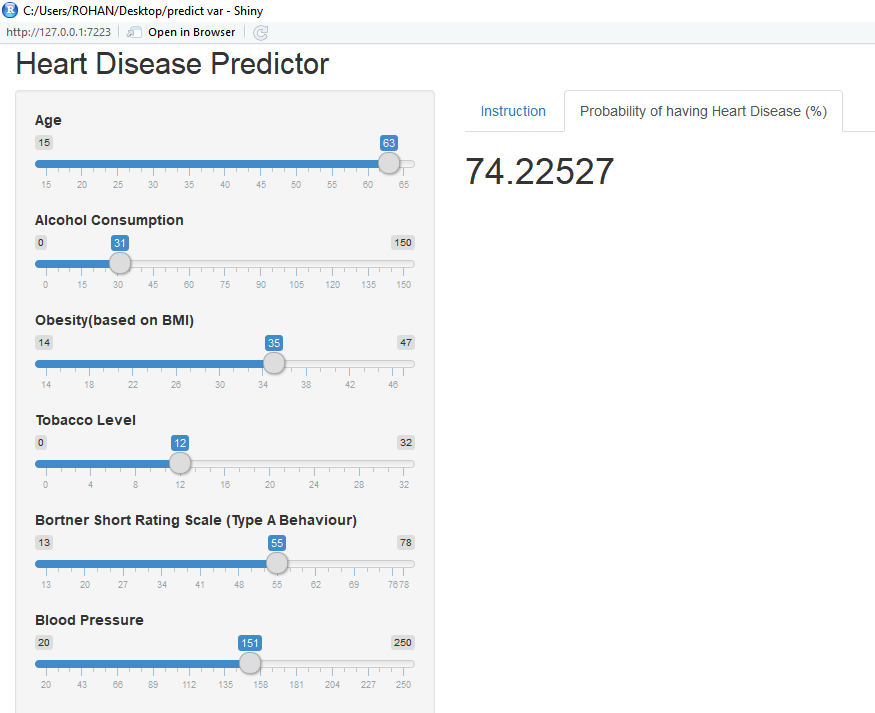 C:/Users/ROHAN/Desktop/predict var - Shiny
http://127.0.0.1:7223 Open in Browser
Heart Disease Predictor
Instruction Probability of having Heart Disease (%)
74.22527
Age
15 63
15 20 25 30 35 40 45 50 55 60 65
Alcohol Consumption
0 31 150
0 15 30 45 60 75 90 105 120 135 150
Obesity(based on BMI)
14 35 47
14 18 22 26 30 34 38 42 46
Tobacco Level
0 12 32
0 4 8 12 16 20 24 28 32
Bortner Short Rating Scale (Type A Behaviour)
13 55 78
13 20 27 34 41 48 55 62 69 76 78
Blood Pressure
20 151 250
20 43 66 89 112 135 158 181 204 227 250